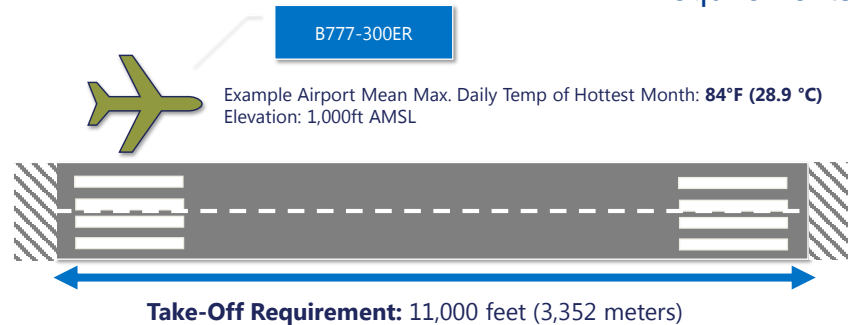 B777-300ER
Example Airport Mean Max. Daily Temp of Hottest Month: 84°F (28.9 °C)
Elevation: 1,000ft AMSL
Take-Off Requirement: 11,000 feet (3,352 meters)